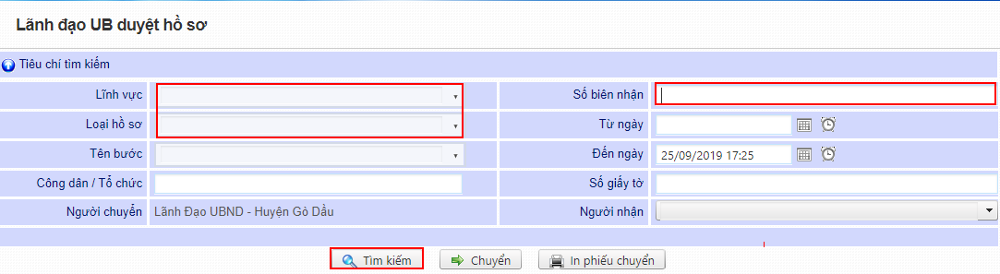 Lãnh đạo UB duyệt hồ sơ
Tiêu chí tìm kiếm
Lĩnh vực Số biên nhận
Loại hồ sơ Từ ngày
Tên bước Đến ngày 25/09/2019 17:25
Công dân / Tổ chức Số giấy tờ
Người chuyển Lãnh Đạo UBND - Huyện Gò Dầu Người nhận
Tìm kiếm Chuyển In phiếu chuyển